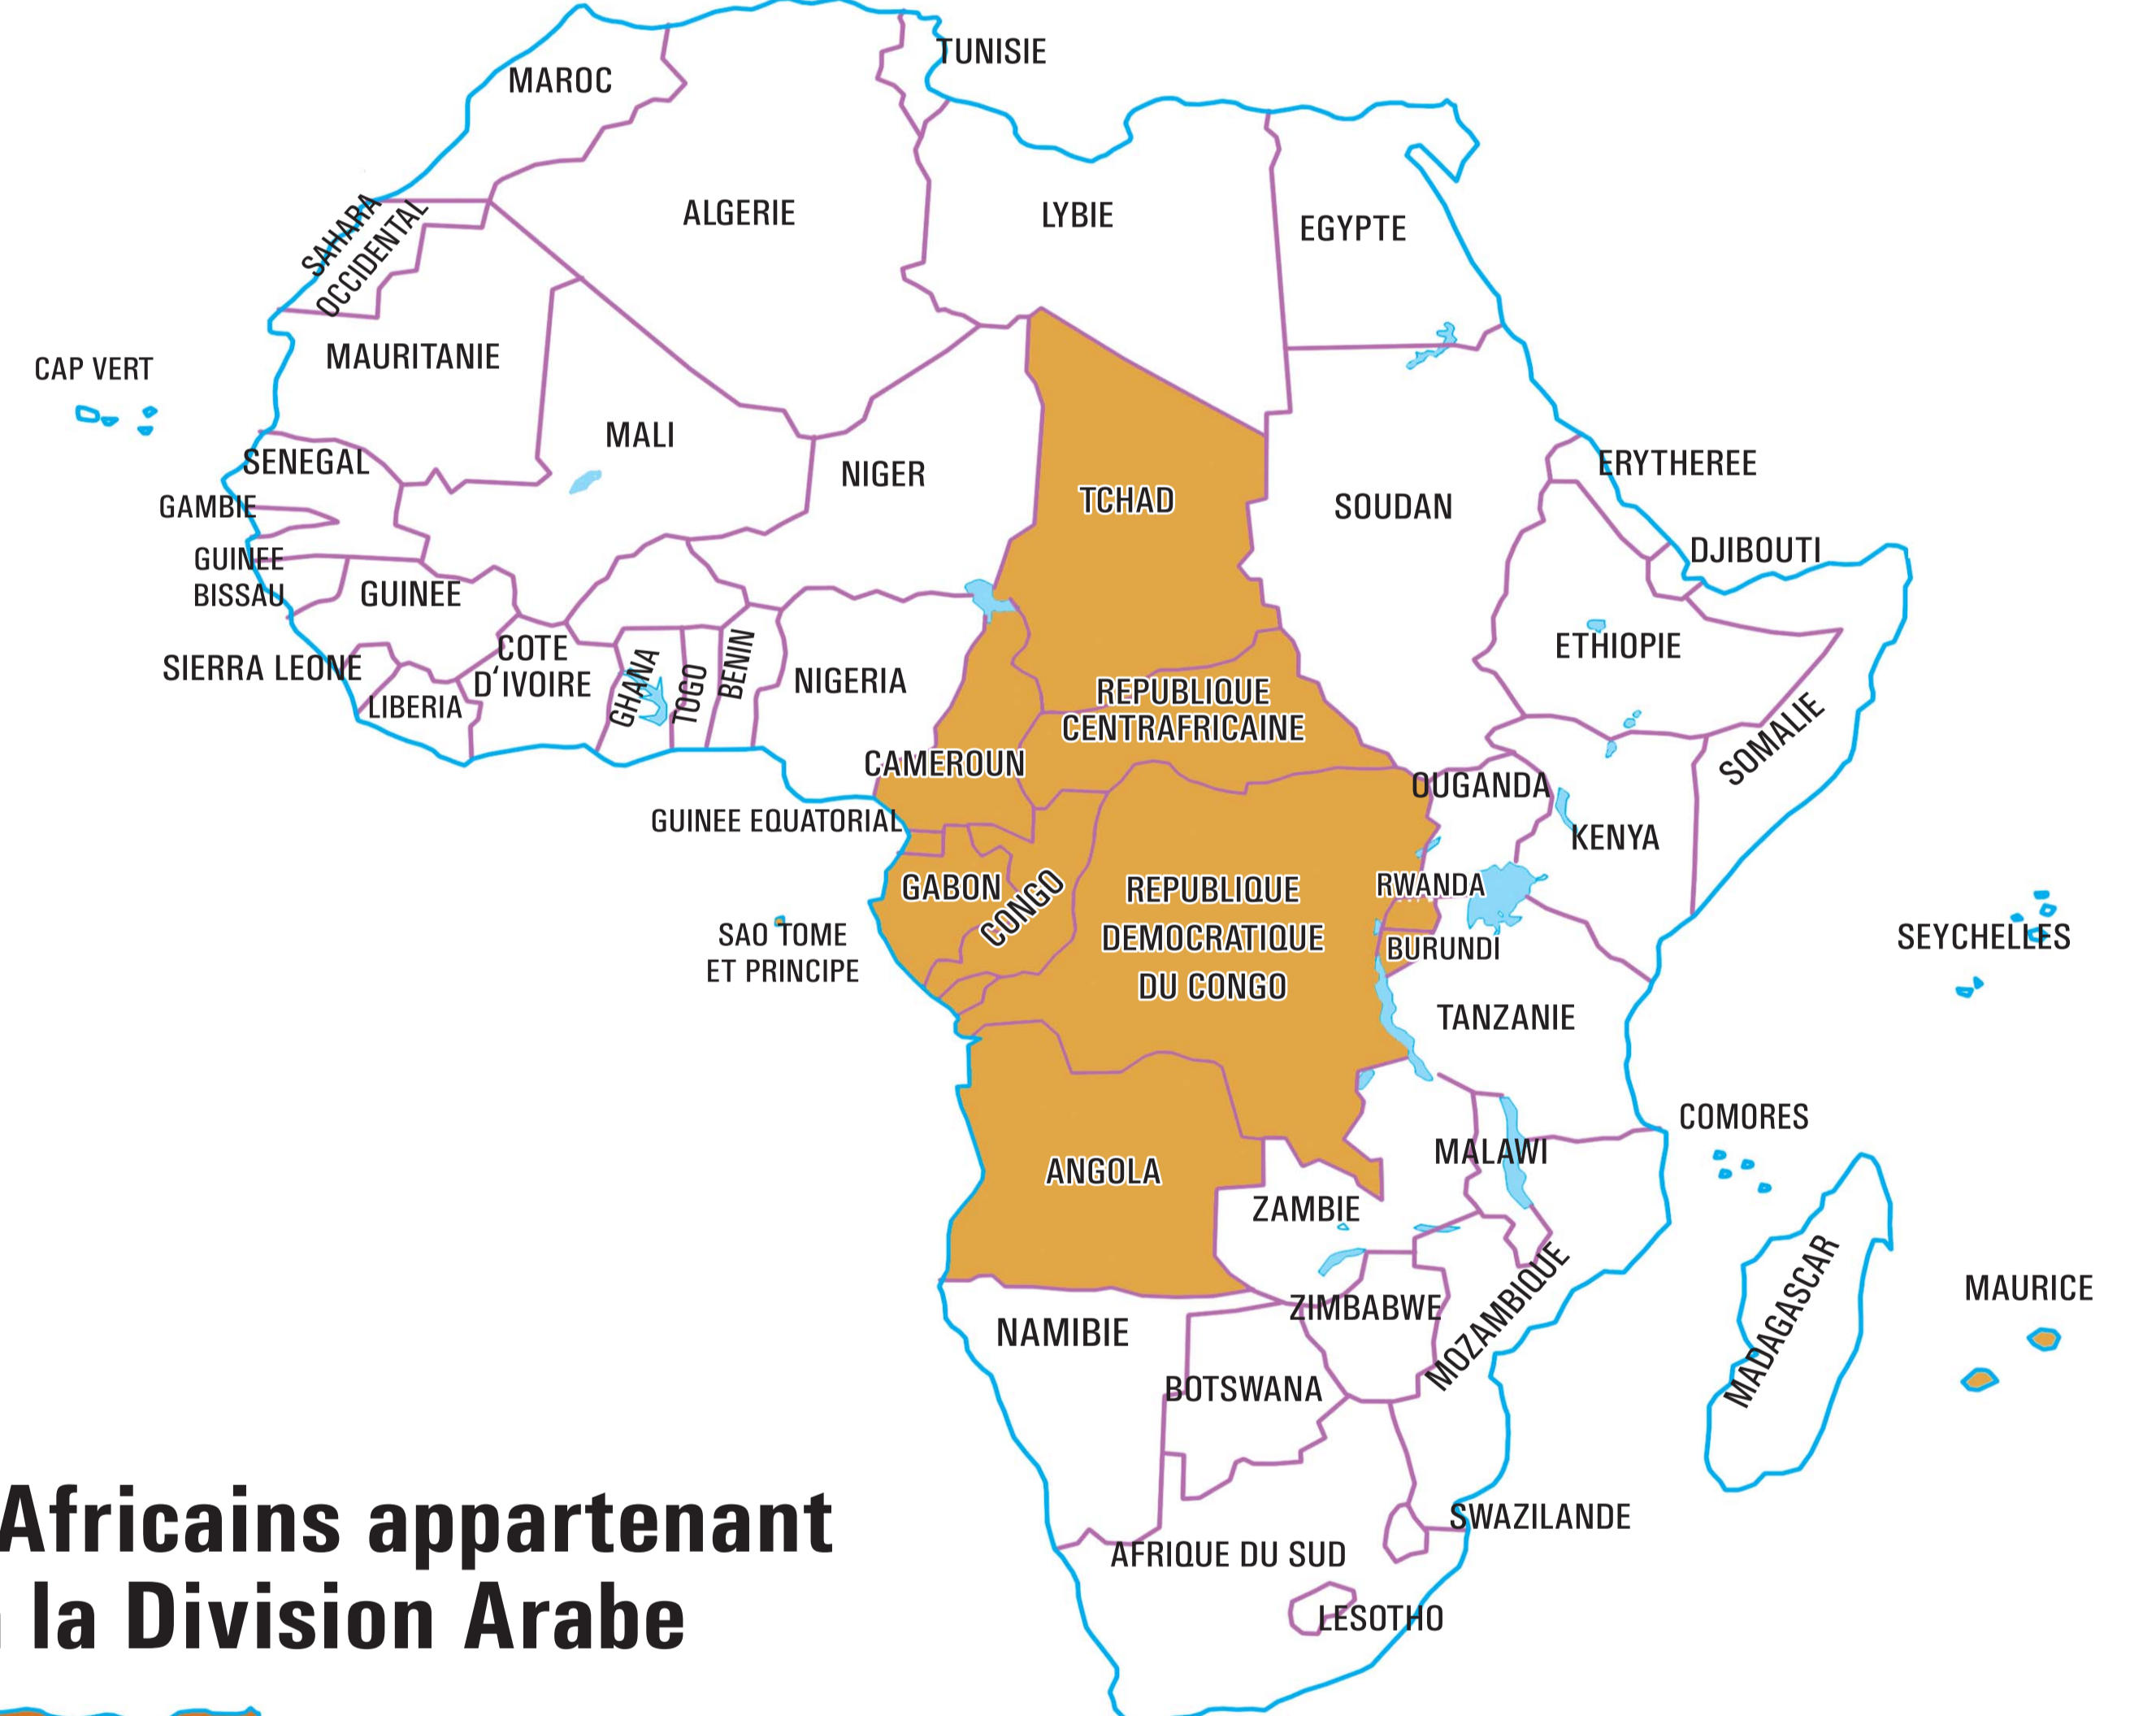 TUNISIE
MAROC
ALGERIE
LYBIE
EGYPTE
SAHARA
OCCIDENTAL
CAP VERT
MAURITANIE
MALI
NIGER
TCHAD
SOUDAN
ERYTHEREE
SENEGAL
GAMBIE
DJIBOUTI
GUINEE
BISSAU
GUINEE
SIERRA LEONE
LIBERIA
COTE
D'IVOIRE
GHANA
TOGO
BENIN
NIGERIA
ETHIOPIE
SOMALIE
REPUBLIQUE
CENTRAFRICAINE
CAMEROUN
OUGANDA
KENYA
GUINEE EQUATORIAL
GABON
CONGO
REPUBLIQUE
DEMOCRATIQUE
DU CONGO
RWANDA
BURUNDI
SAO TOME
ET PRINCIPE
SEYCHELLES
TANZANIE
COMORES
MALAWI
ANGOLA
ZAMBIE
MADAGASCAR
MAURICE
NAMIBIE
ZIMBABWE
MOZAMBIQUE
BOTSWANA
SWAZILANDE
AFRIQUE DU SUD
LESOTHO
Africains appartenant
la Division Arabe